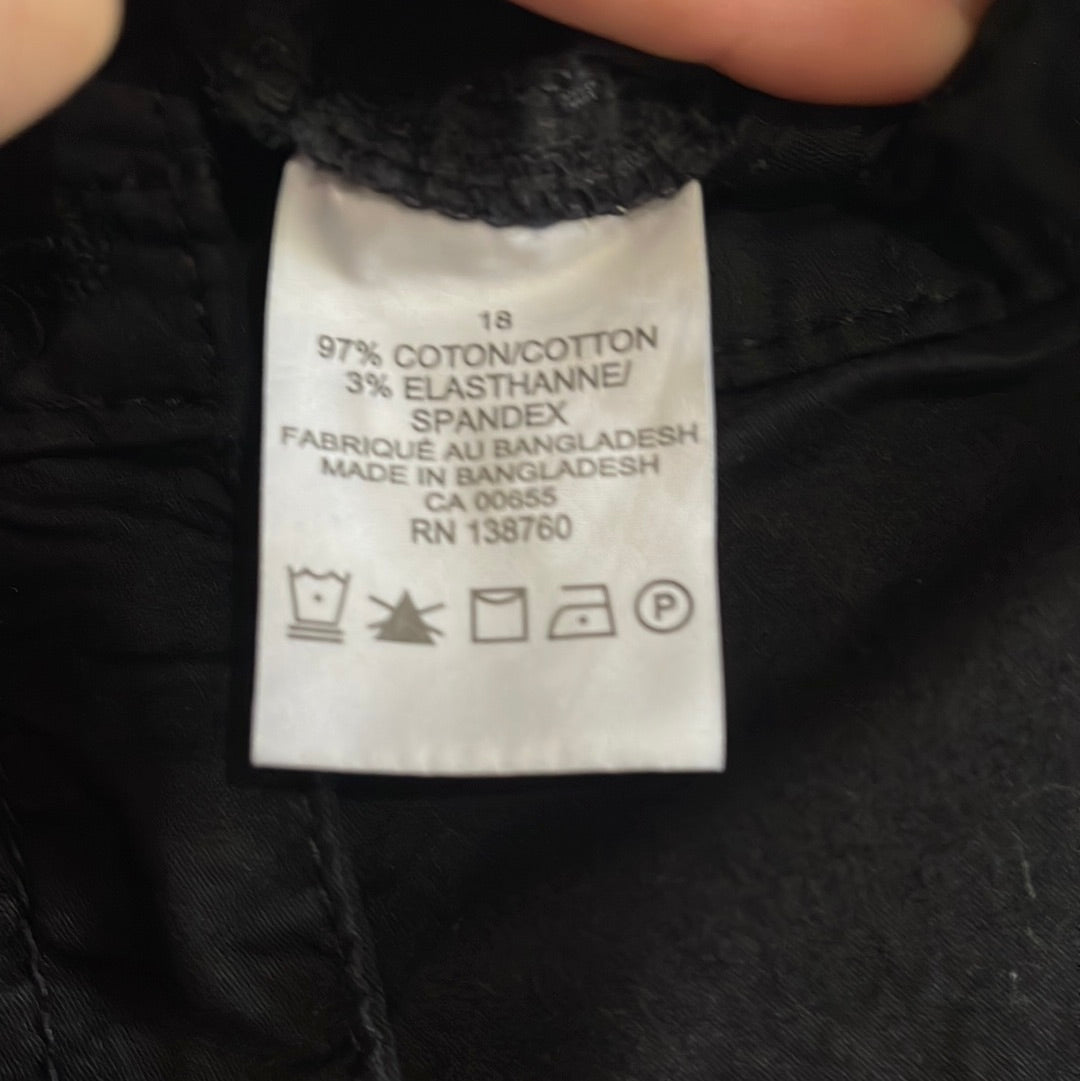 18
97% COTON/COTTON
3% ELASTHANNE/
SPANDEX
FABRIQUÉ AU BANGLADESH
MADE IN BANGLADESH
CA 00655
RN 138760
P